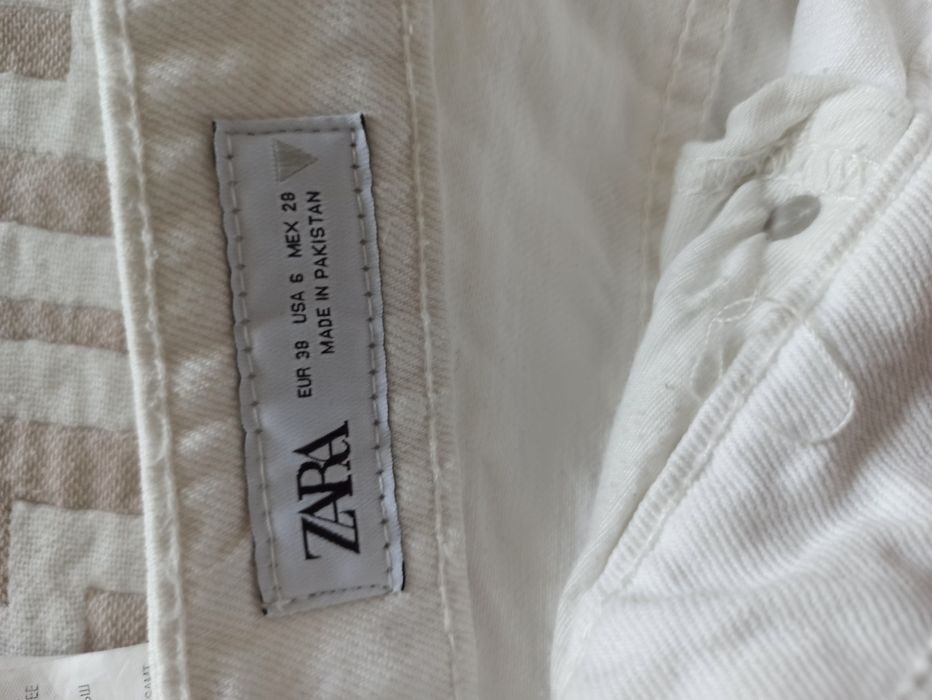 ZARA
EUR 38 USA 6 MEX 28
MADE IN PAKISTAN